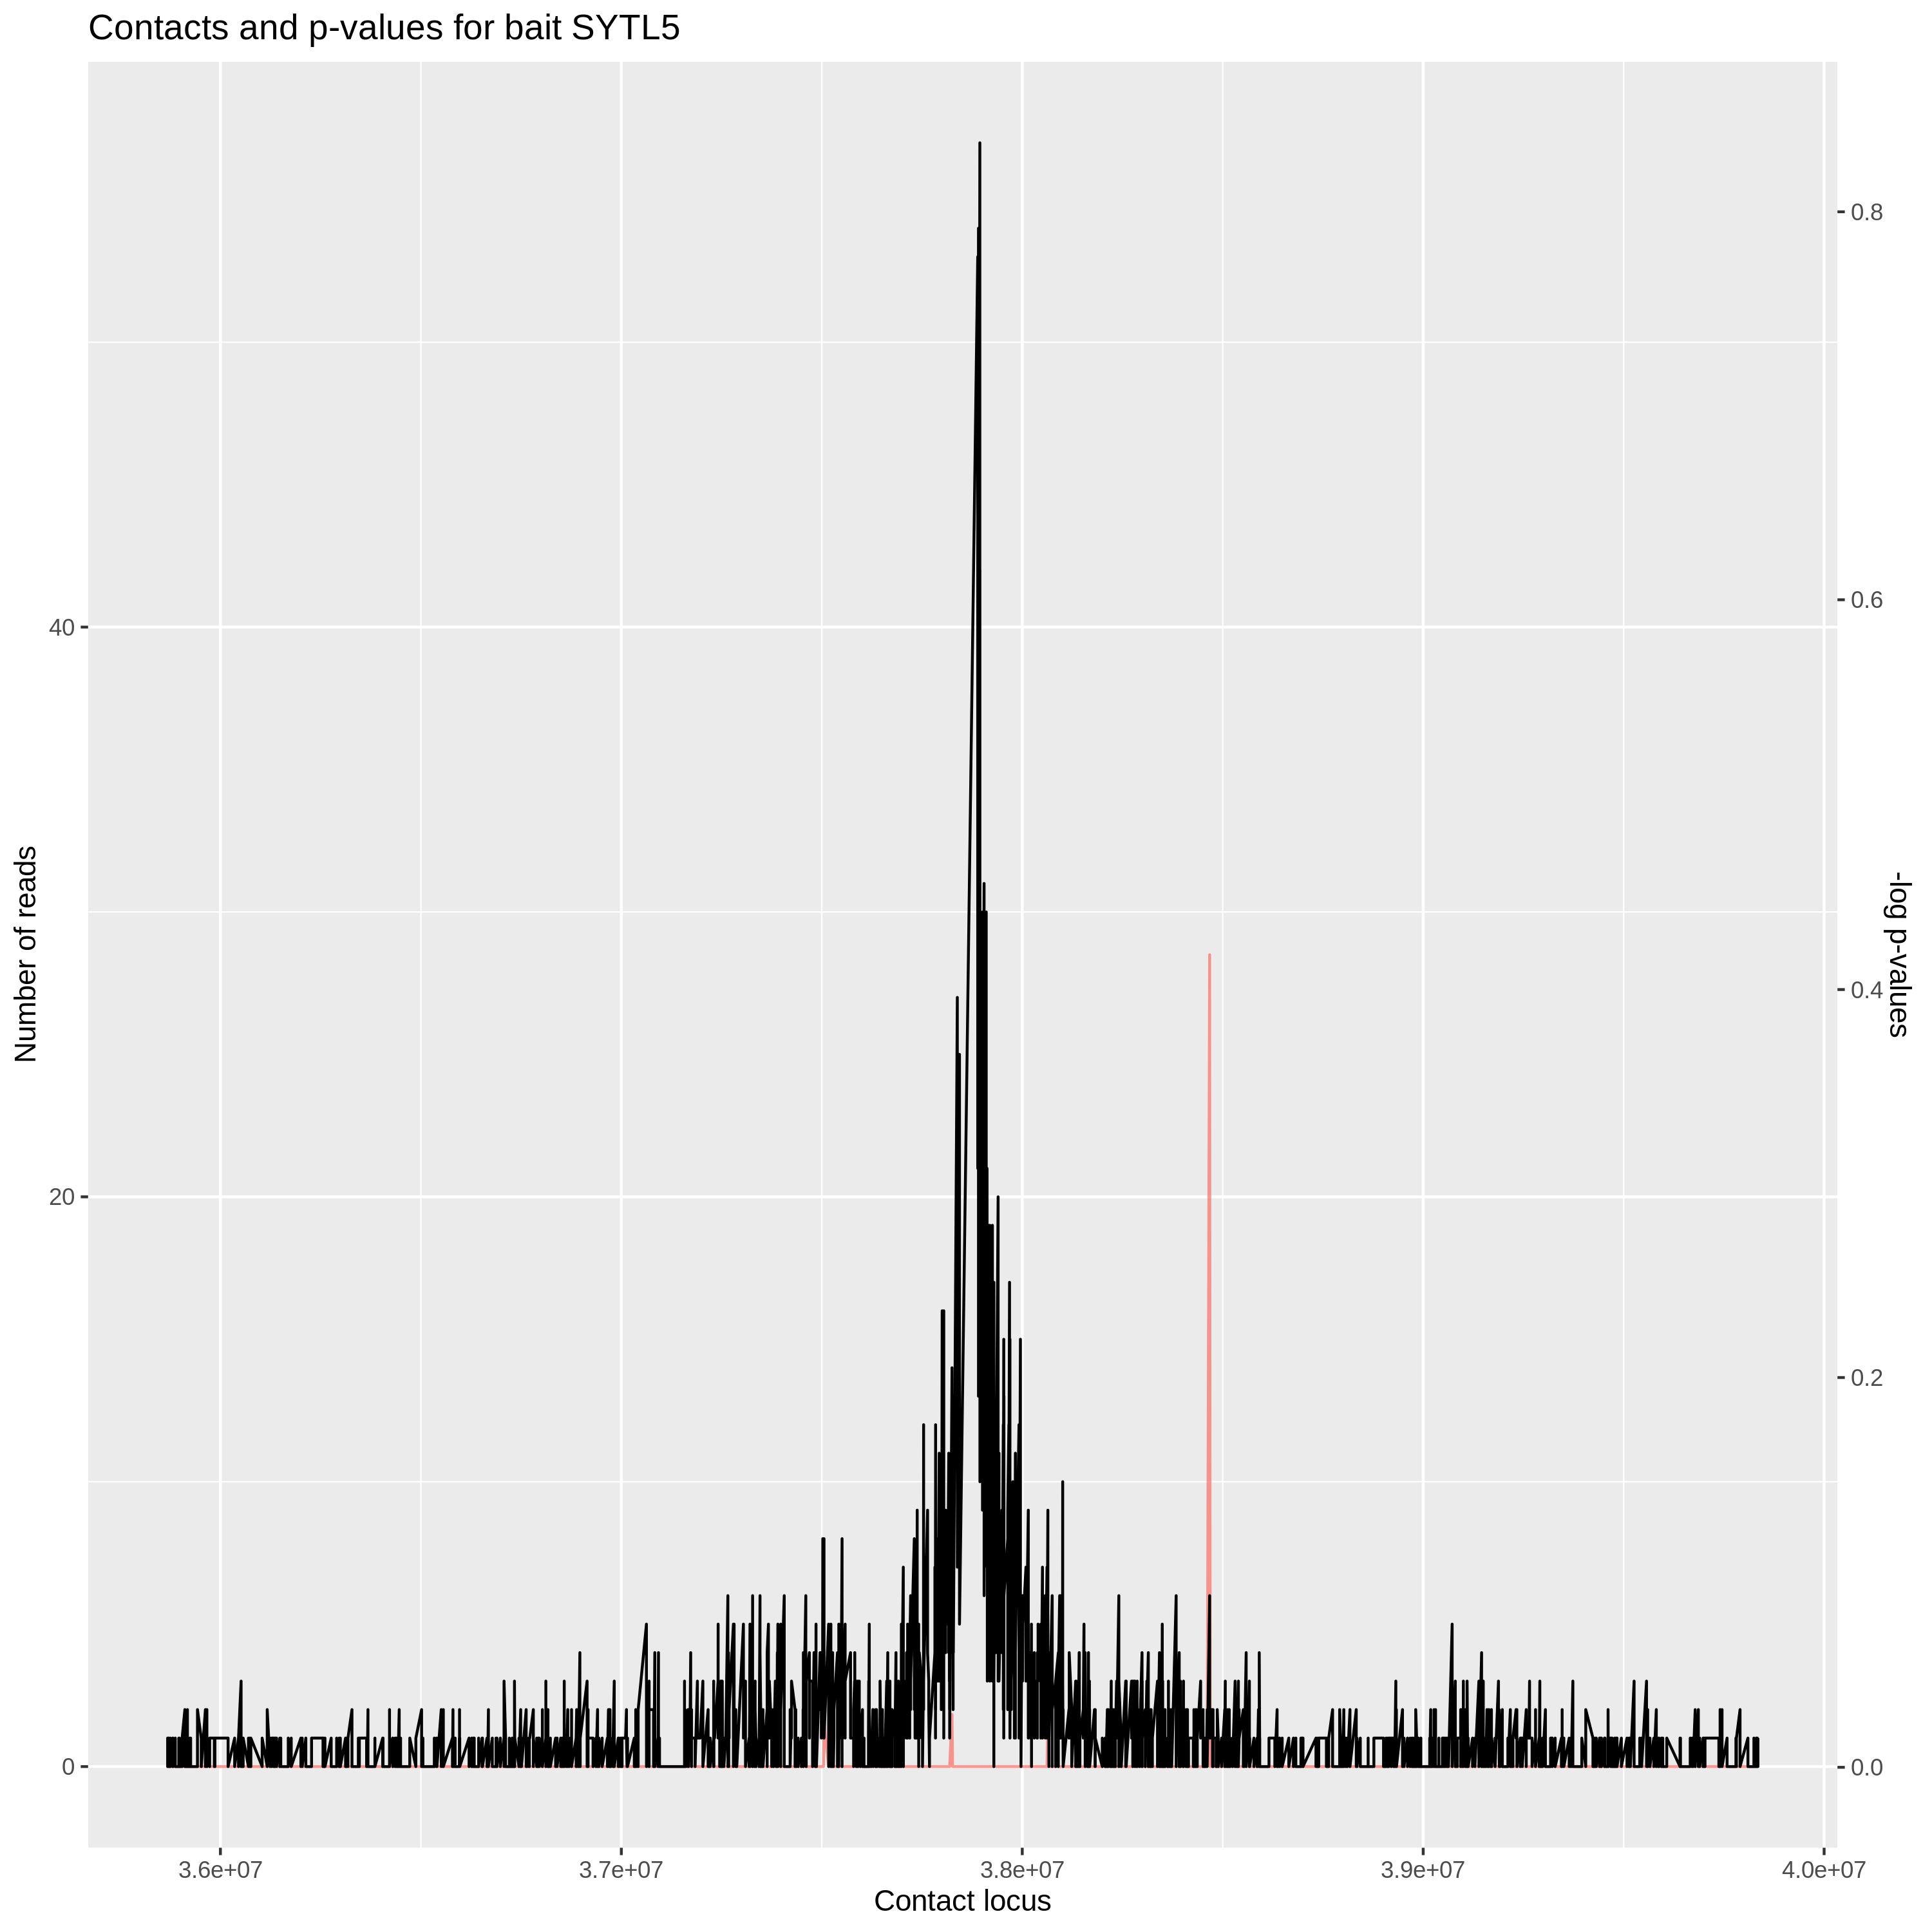 Contacts and p-values for bait SYTL5
Number of reads
40
20
0
0.8
0.6
0.4
0.2
0.0
-log p-values
3.6e+07 3.7e+07 3.8e+07 3.9e+07 4.0e+07
Contact locus